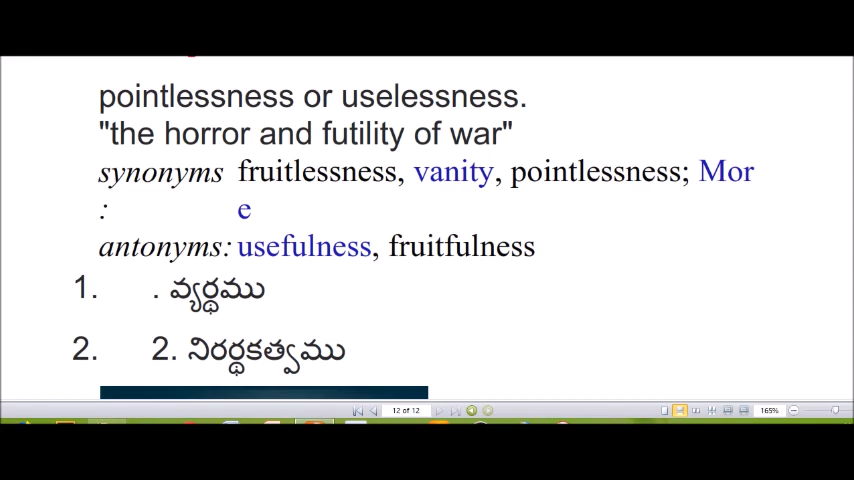 pointlessness or uselessness.
"the horror and futility of war"
synonyms fruitlessness, vanity, pointlessness; Mor
: e
antonyms: usefulness, fruitfulness
1. . వ్యర్థము
2. 2. నిరర్థకత్వము
12 of 12 165%